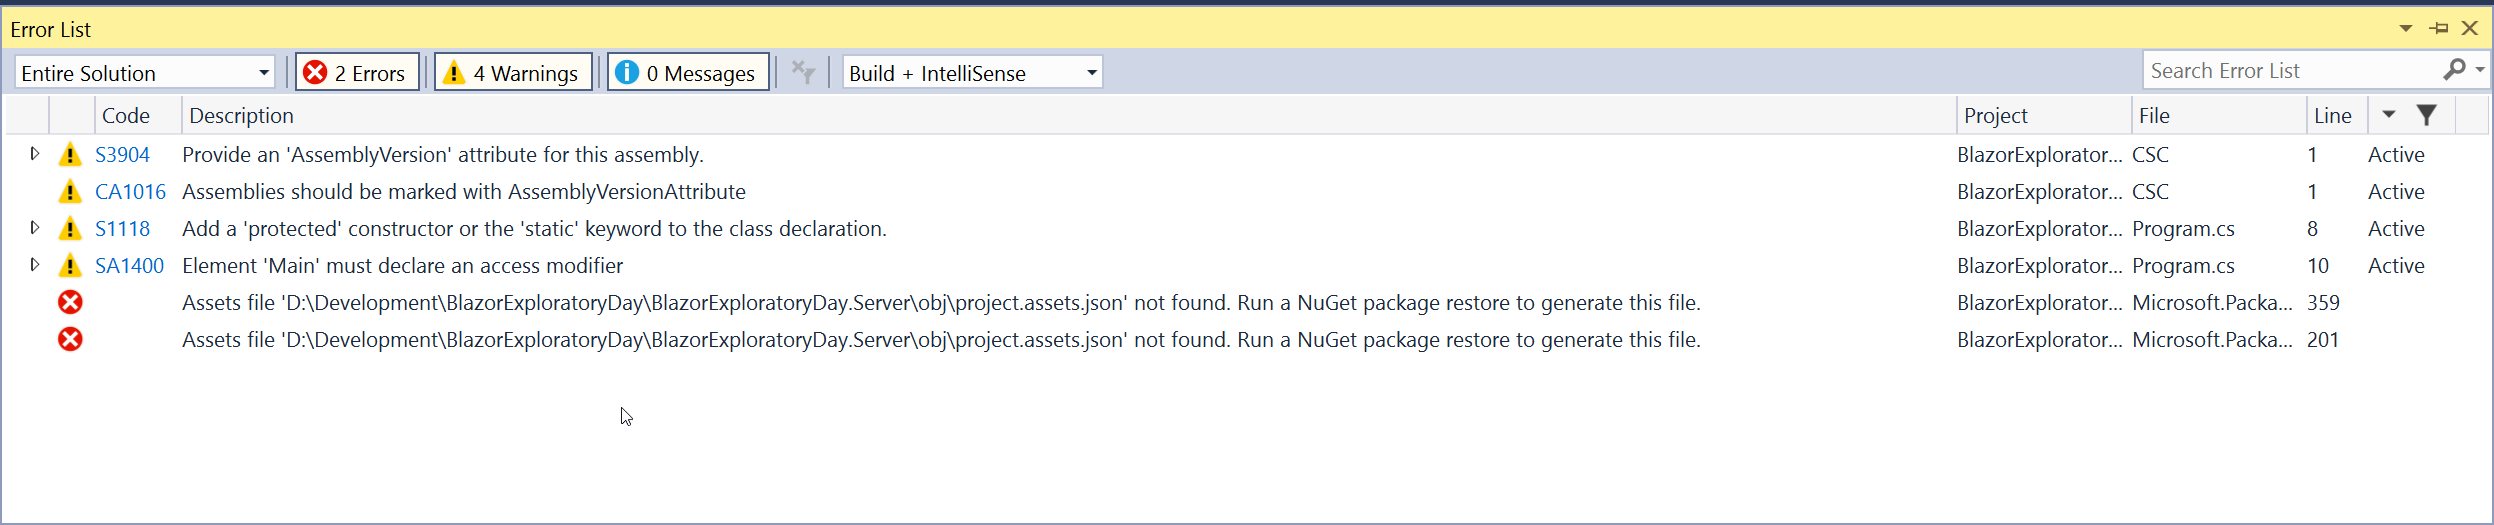 Error List
Entire Solution 2 Errors 4 Warnings 0 Messages Build + IntelliSense Search Error List
Code Description Project File Line
S3904 Provide an 'AssemblyVersion' attribute for this assembly. BlazorExplorator... CSC 1 Active
CA1016 Assemblies should be marked with AssemblyVersionAttribute BlazorExplorator... CSC 1 Active
S1118 Add a 'protected' constructor or the 'static' keyword to the class declaration. BlazorExplorator... Program.cs 8 Active
SA1400 Element 'Main' must declare an access modifier BlazorExplorator... Program.cs 10 Active
Assets file 'D:\Development\BlazorExploratoryDay\BlazorExploratoryDay.Server\obj\project.assets.json' not found. Run a NuGet package restore to generate this file. BlazorExplorator... Microsoft.Packa... 359
Assets file 'D:\Development\BlazorExploratoryDay\BlazorExploratoryDay.Server\obj\project.assets.json' not found. Run a NuGet package restore to generate this file. BlazorExplorator... Microsoft.Packa... 201